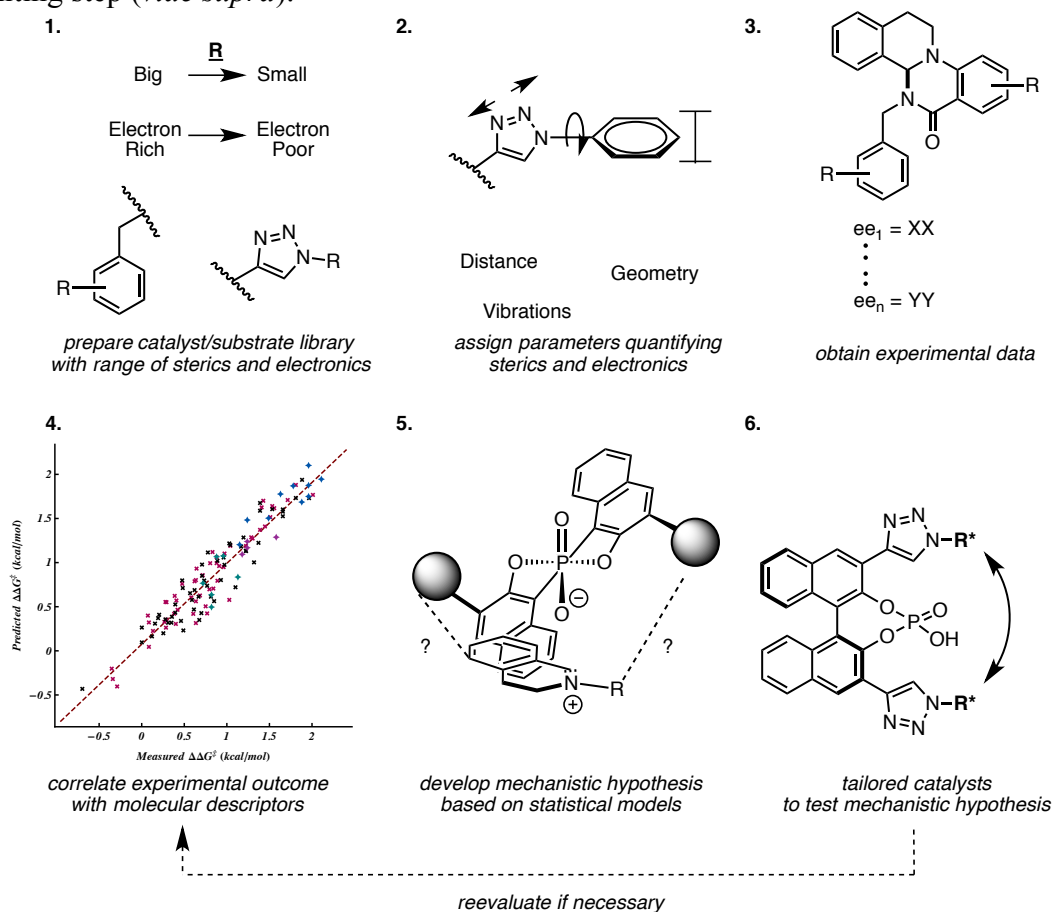 nting step (vide supra).
1.
R
Big
Small
Electron
Rich
Electron
Poor
R
N=N
N-R
prepare catalyst/substrate library
with range of sterics and electronics
2.
N=N
N
Distance
Geometry
Vibrations
assign parameters quantifying
sterics and electronics
3.
N
R
N
O
R
ee1 = XX
een = YY
obtain experimental data
4.
Predicted ΔΔG‡ (kcal/mol)
2
1.5
1
0.5
0
−0.5
−0.5 0 0.5 1 1.5 2
Measured ΔΔG‡ (kcal/mol)
correlate experimental outcome
with molecular descriptors
5.
O
O P O
O −
? ?
N R
+
develop mechanistic hypothesis
based on statistical models
6.
N=N
N-R*
O
O
P
O
OH
N-R*
N=N
tailored catalysts
to test mechanistic hypothesis
reevaluate if necessary